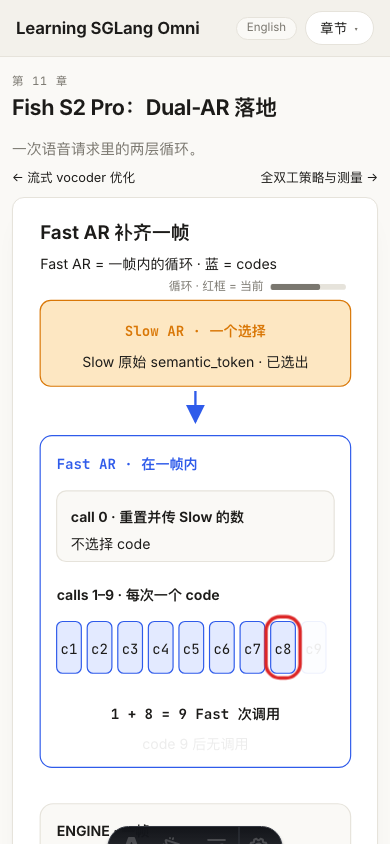 Learning SGLang Omni
English
章节
第 11 章
Fish S2 Pro：Dual-AR 落地
一次语音请求里的两层循环。
← 流式 vocoder 优化
全双工策略与测量 →
Fast AR 补齐一帧
Fast AR = 一帧内的循环 · 蓝 = codes
循环 · 红框 = 当前
Slow AR · 一个选择
Slow 原始 semantic_token · 已选出
Fast AR · 在一帧内
call 0 · 重置并传 Slow 的数
不选择 code
calls 1–9 · 每次一个 code
c1 c2 c3 c4 c5 c6 c7 c8 c9
1 + 8 = 9 Fast 次调用
code 9 后无调用
ENGINE